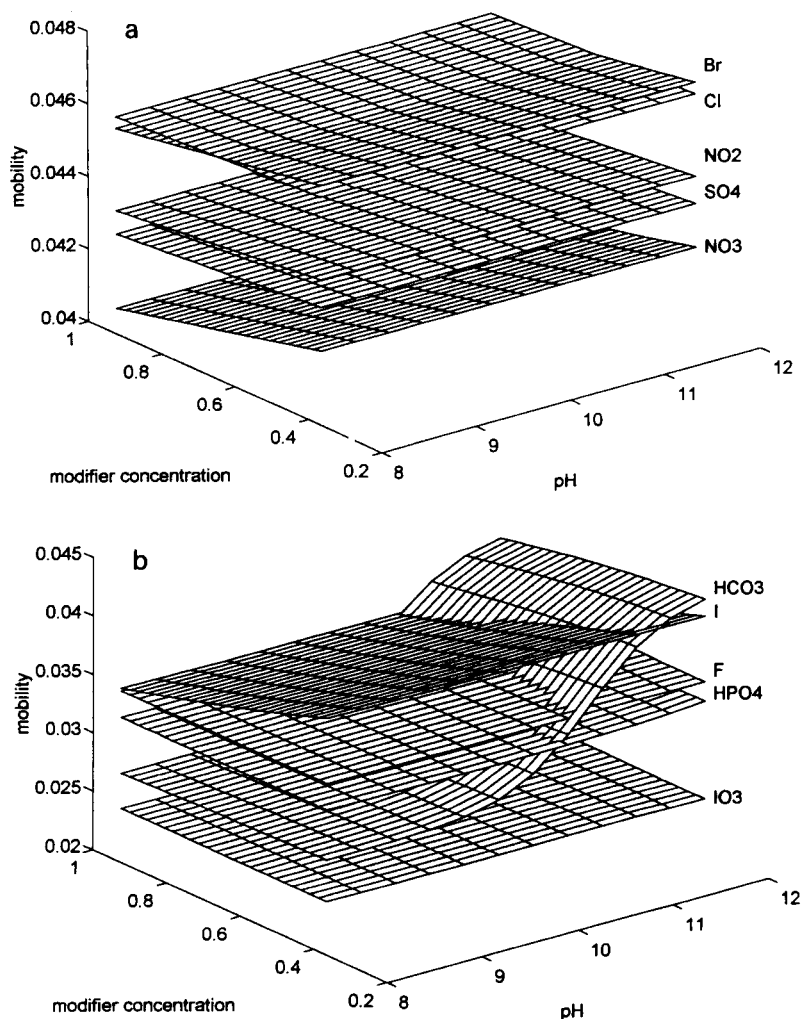 a
0.048
0.046
0.044
0.042
0.04
mobility
Br
Cl
NO2
SO4
NO3
1
0.8
0.6
0.4
0.2
modifier concentration
8
9
10
11
12
pH
b
0.045
0.04
0.035
0.03
0.025
0.02
mobility
HCO3
I
F
HPO4
IO3
1
0.8
0.6
0.4
0.2
modifier concentration
8
9
10
11
12
pH